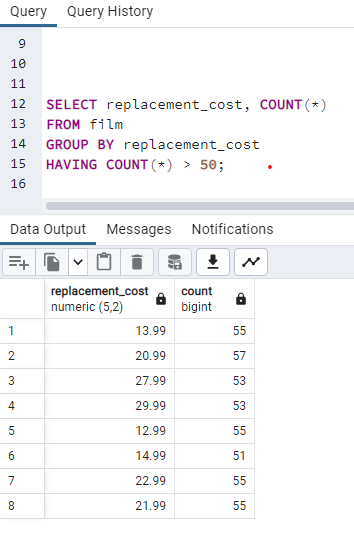 Query Query History
9
10
11
12 SELECT replacement_cost, COUNT(*)
13 FROM film
14 GROUP BY replacement_cost
15 HAVING COUNT(*) > 50;
16
Data Output Messages Notifications
replacement_cost count
numeric (5,2) bigint
1 13.99 55
2 20.99 57
3 27.99 53
4 29.99 53
5 12.99 55
6 14.99 51
7 22.99 55
8 21.99 55